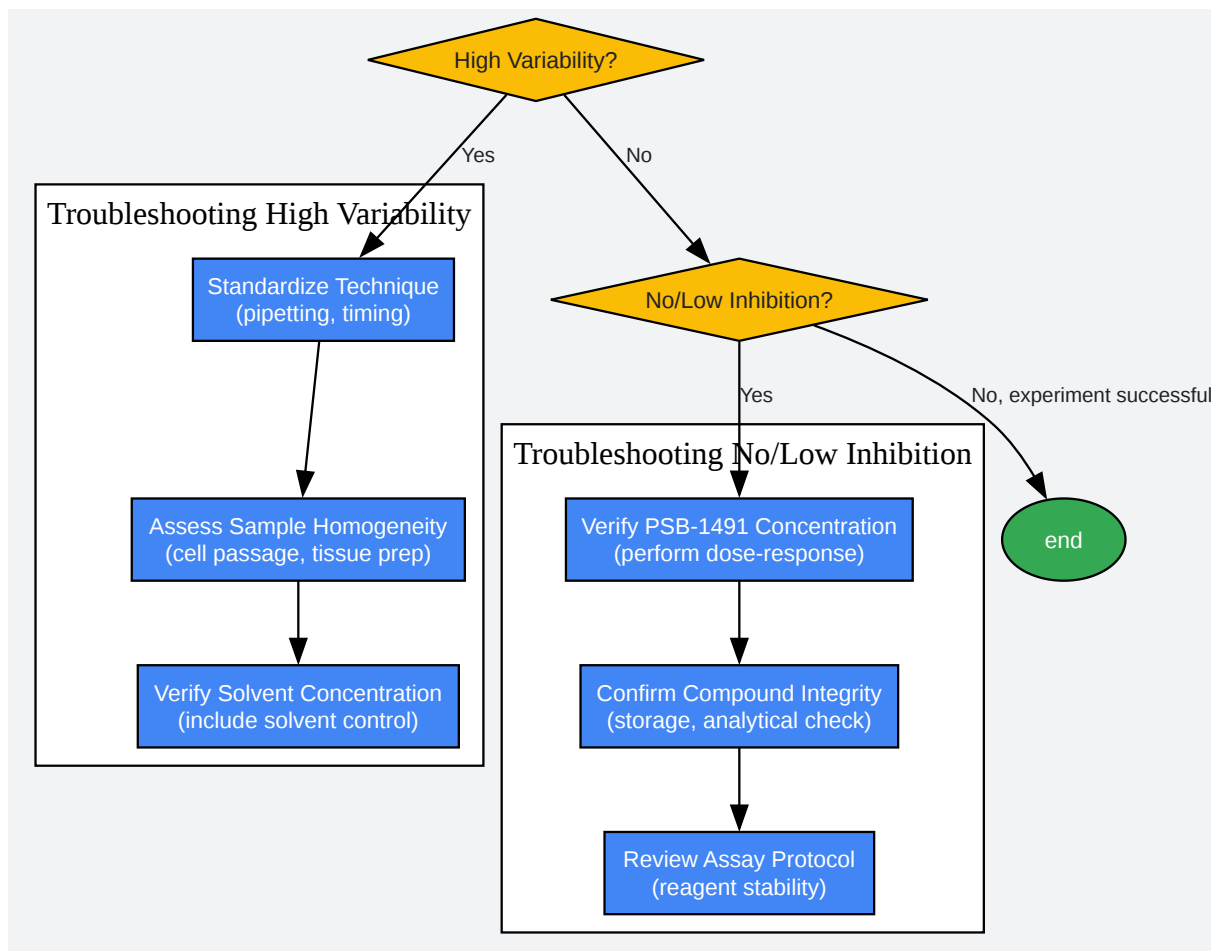 High Variability?
Yes
No
Troubleshooting High Variability
Standardize Technique
(pipetting, timing)
No/Low Inhibition?
Assess Sample Homogeneity
(cell passage, tissue prep)
Verify Solvent Concentration
(include solvent control)
Yes
No, experiment successful
Troubleshooting No/Low Inhibition
Verify PSB-1491 Concentration
(perform dose-response)
end
Confirm Compound Integrity
(storage, analytical check)
Review Assay Protocol
(reagent stability)